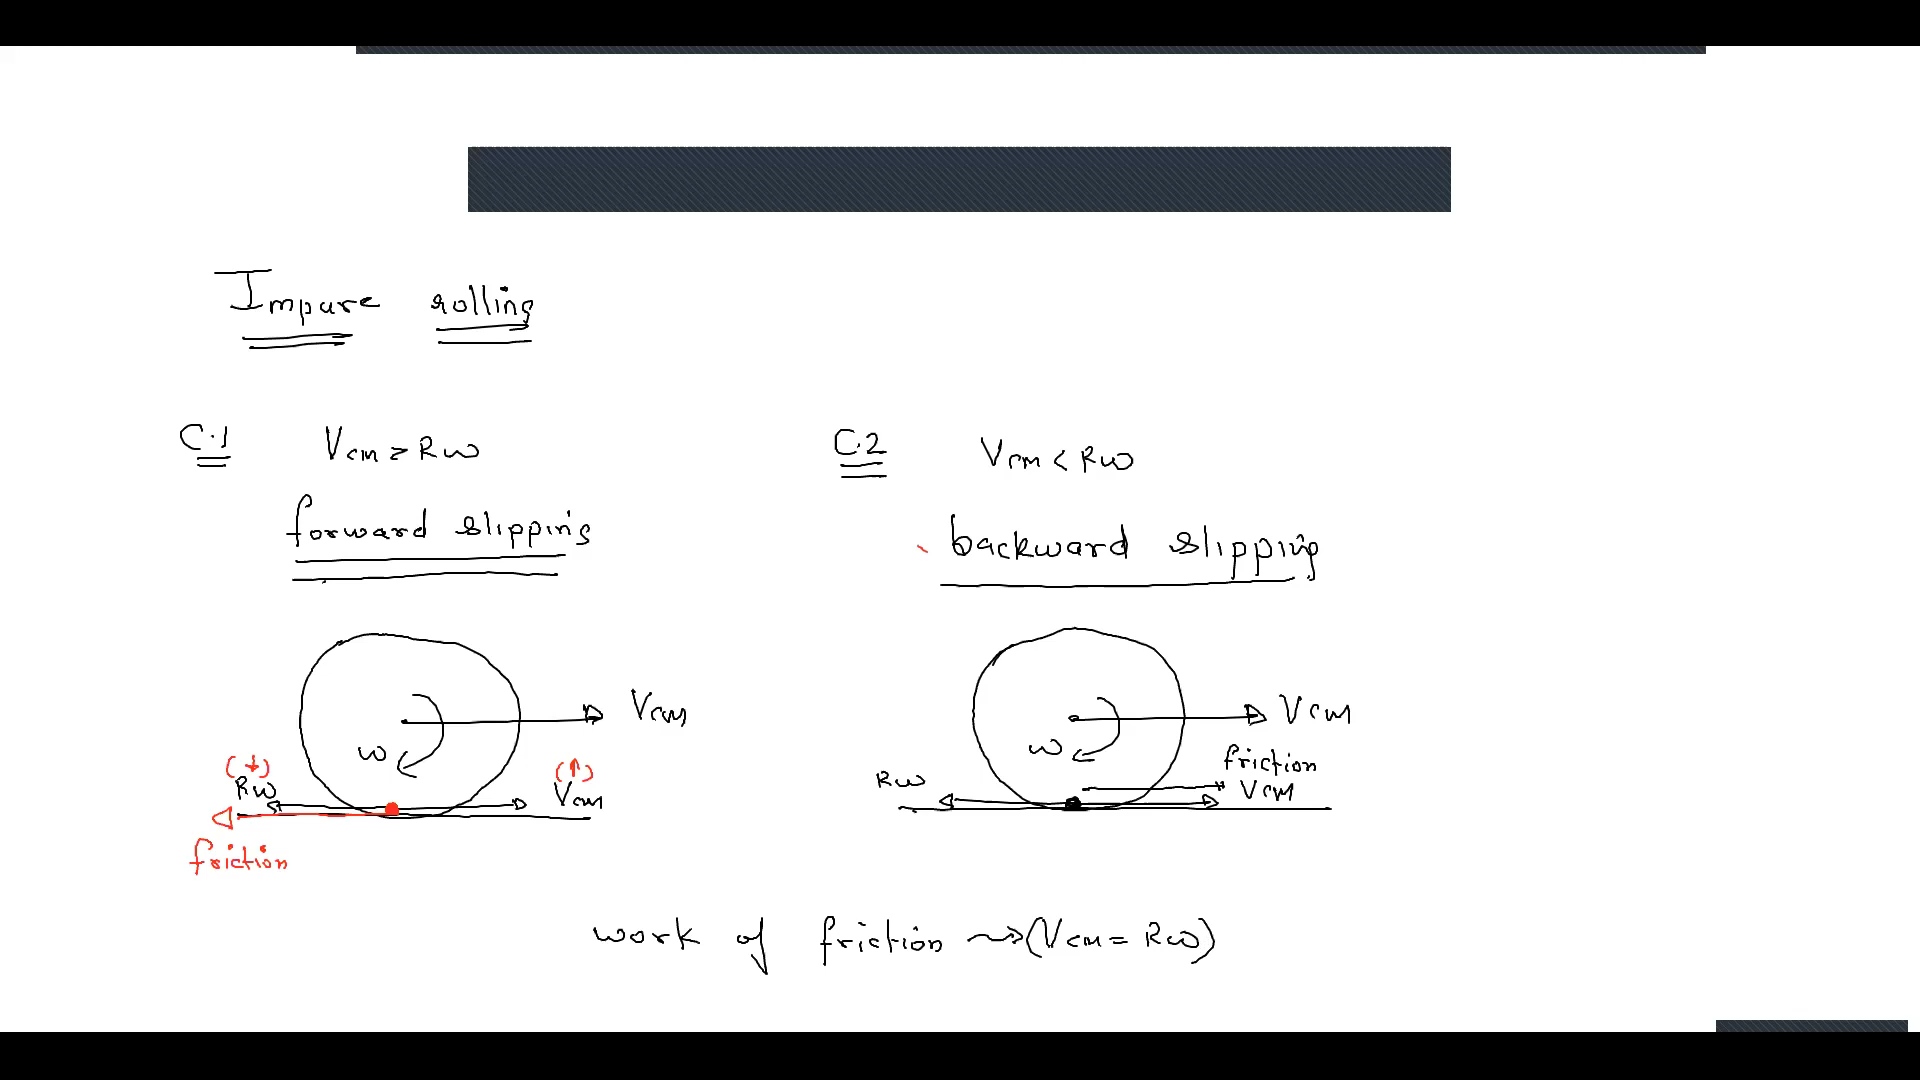 Impure rolling
C.1 Vcm > Rω
forward slipping
Vcm
ω
(↓)
Rω
(↑)
Vcm
friction
C.2 Vcm < Rω
backward slipping
Vcm
ω
Rω
friction
Vcm
work of friction ⇝ (Vcm = Rω)